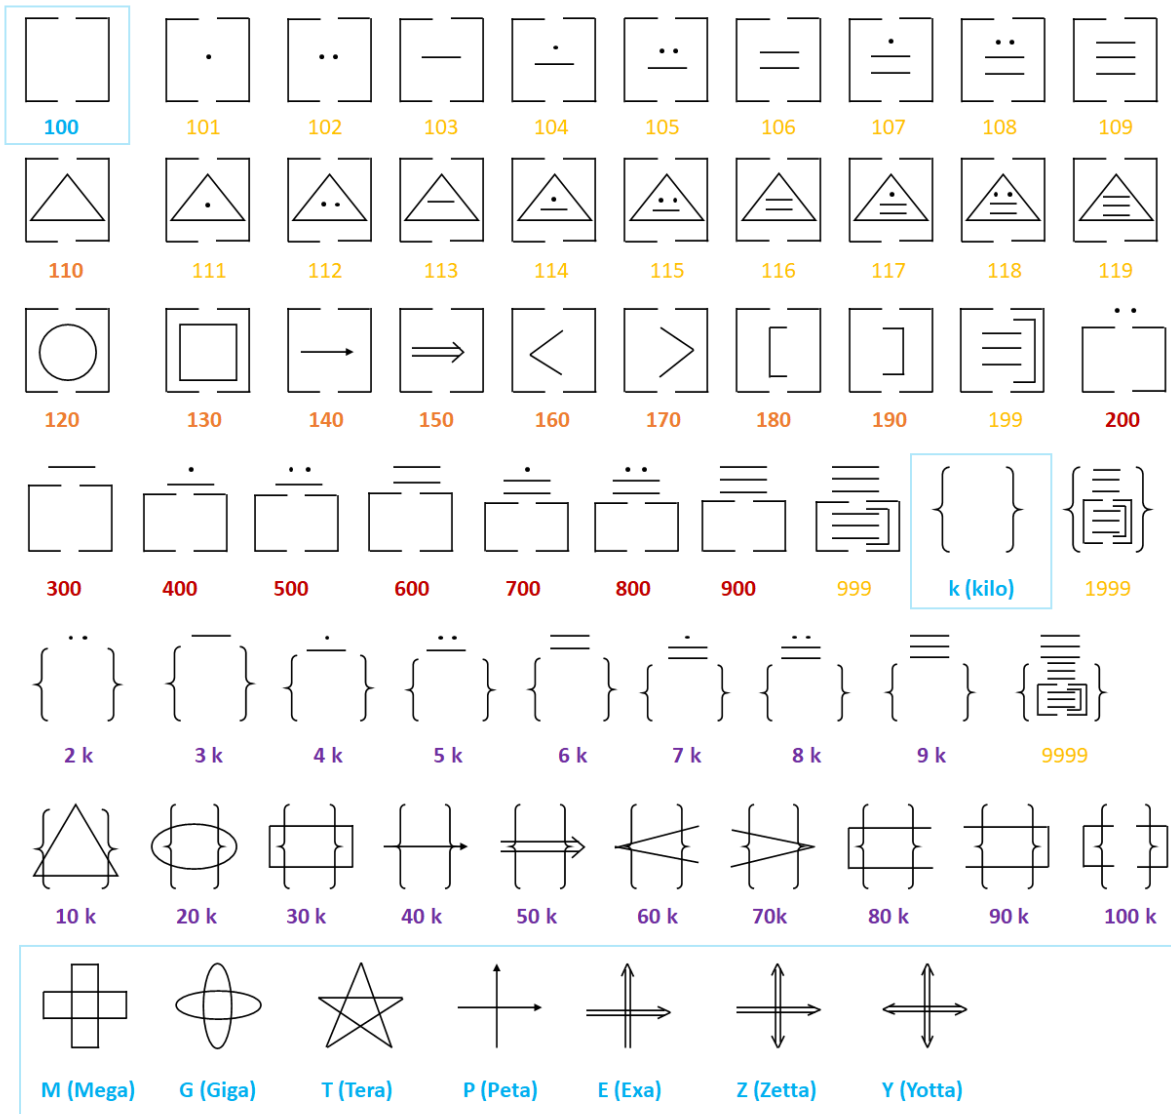 100 101 102 103 104 105 106 107 108 109
110 111 112 113 114 115 116 117 118 119
120 130 140 150 160 170 180 190 199 200
300 400 500 600 700 800 900 999 k (kilo) 1999
2 k 3 k 4 k 5 k 6 k 7 k 8 k 9 k 9999
10 k 20 k 30 k 40 k 50 k 60 k 70k 80 k 90 k 100 k
M (Mega) G (Giga) T (Tera) P (Peta) E (Exa) Z (Zetta) Y (Yotta)